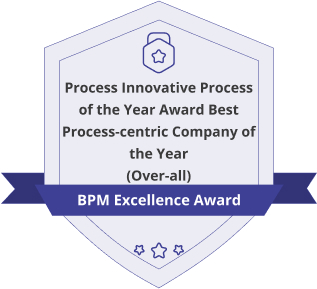 Process Innovative Process
of the Year Award Best
Process-centric Company of
the Year
(Over-all)
BPM Excellence Award